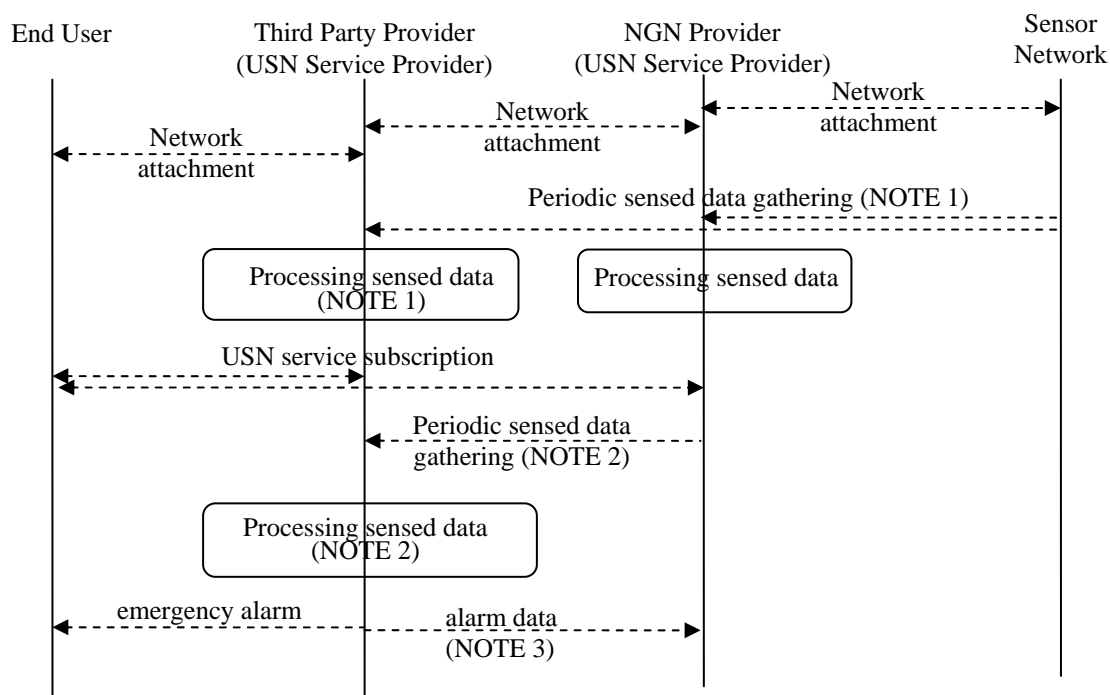 End User
Third Party Provider
(USN Service Provider)
NGN Provider
(USN Service Provider)
Sensor
Network
Network
attachment
Network
attachment
Network
attachment
Periodic sensed data gathering (NOTE 1)
Processing sensed data
(NOTE 1)
Processing sensed data
USN service subscription
Periodic sensed data
gathering (NOTE 2)
Processing sensed data
(NOTE 2)
emergency alarm
alarm data
(NOTE 3)